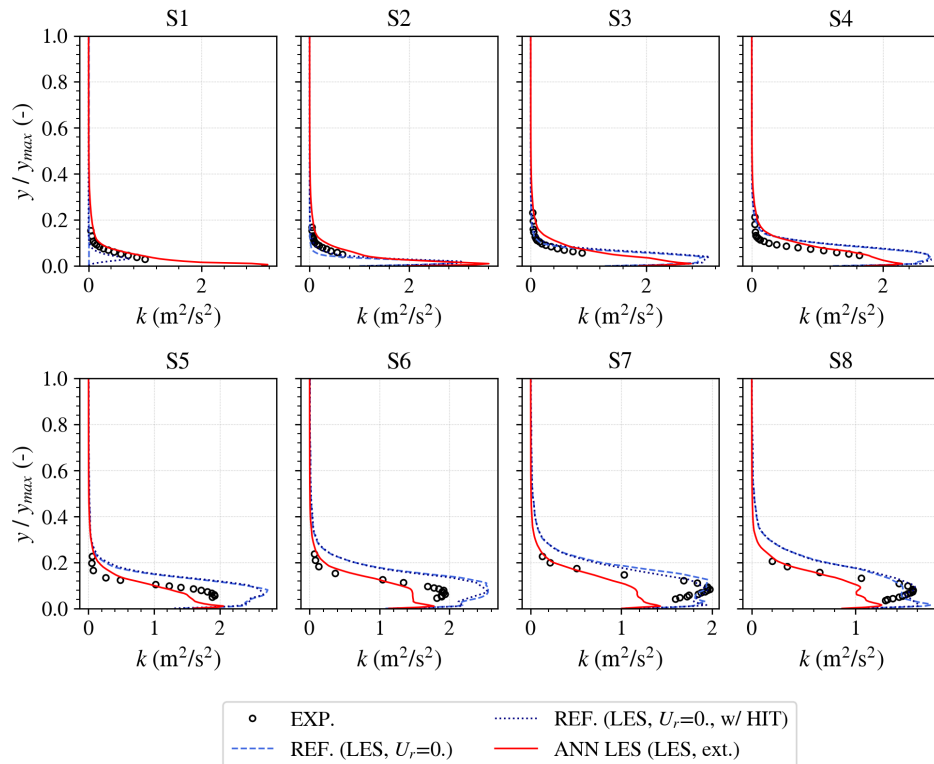 S1 S2 S3 S4
1.0
0.8
0.6
0.4
0.2
0.0
y / y_max (-)
0 2 0 2 0 2 0 2
k (m²/s²) k (m²/s²) k (m²/s²) k (m²/s²)
S5 S6 S7 S8
1.0
0.8
0.6
0.4
0.2
0.0
y / y_max (-)
0 1 2 0 1 2 0 1 2 0 1
k (m²/s²) k (m²/s²) k (m²/s²) k (m²/s²)
EXP. REF. (LES, U_r=0., w/ HIT)
REF. (LES, U_r=0.) ANN LES (LES, ext.)